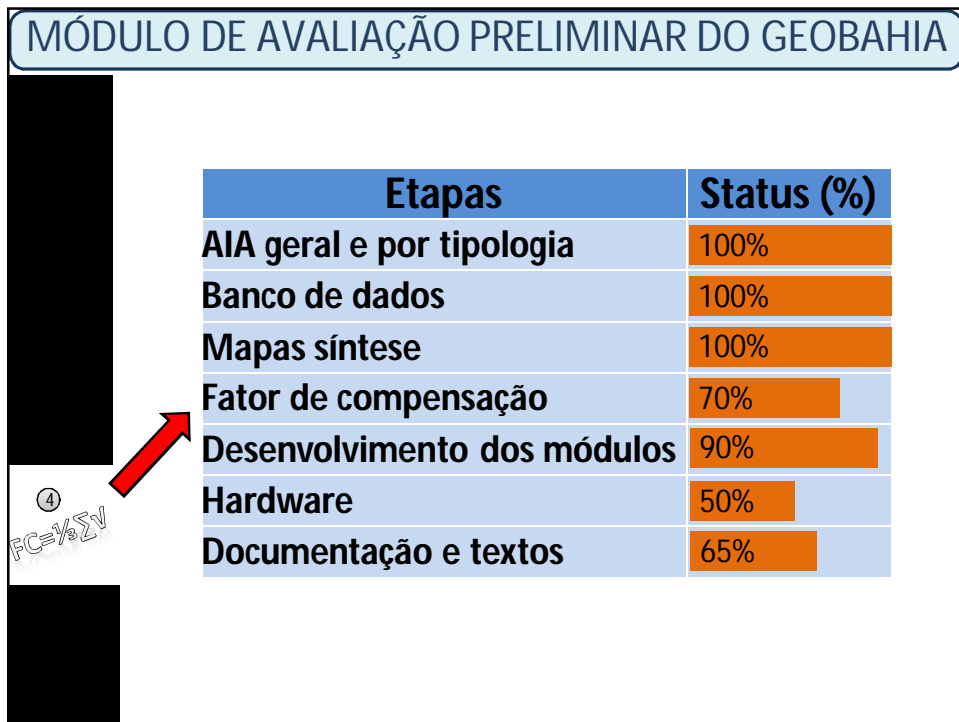 MÓDULO DE AVALIAÇÃO PRELIMINAR DO GEOBAHIA
Etapas Status (%)
AIA geral e por tipologia 100%
Banco de dados 100%
Mapas síntese 100%
Fator de compensação 70%
Desenvolvimento dos módulos 90%
Hardware 50%
Documentação e textos 65%
4
FC=⅓∑√